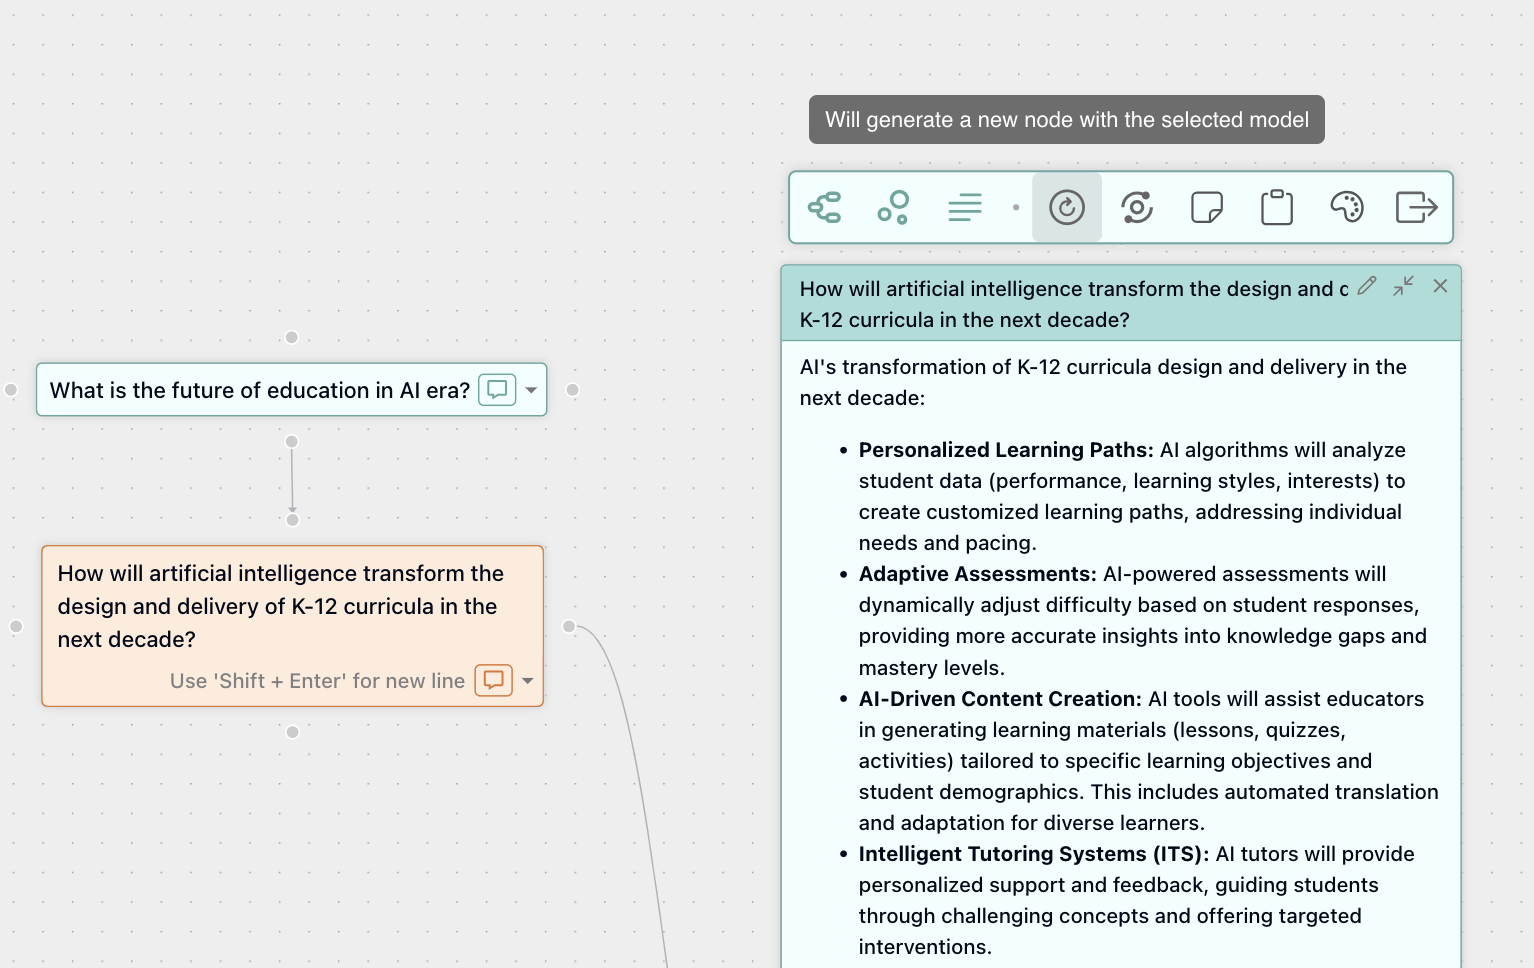 Will generate a new node with the selected model
What is the future of education in AI era?
How will artificial intelligence transform the
design and delivery of K-12 curricula in the
next decade?
Use 'Shift + Enter' for new line
How will artificial intelligence transform the design and
K-12 curricula in the next decade?
AI's transformation of K-12 curricula design and delivery in the
next decade:
• Personalized Learning Paths: AI algorithms will analyze
student data (performance, learning styles, interests) to
create customized learning paths, addressing individual
needs and pacing.
• Adaptive Assessments: AI-powered assessments will
dynamically adjust difficulty based on student responses,
providing more accurate insights into knowledge gaps and
mastery levels.
• AI-Driven Content Creation: AI tools will assist educators
in generating learning materials (lessons, quizzes,
activities) tailored to specific learning objectives and
student demographics. This includes automated translation
and adaptation for diverse learners.
• Intelligent Tutoring Systems (ITS): AI tutors will provide
personalized support and feedback, guiding students
through challenging concepts and offering targeted
interventions.